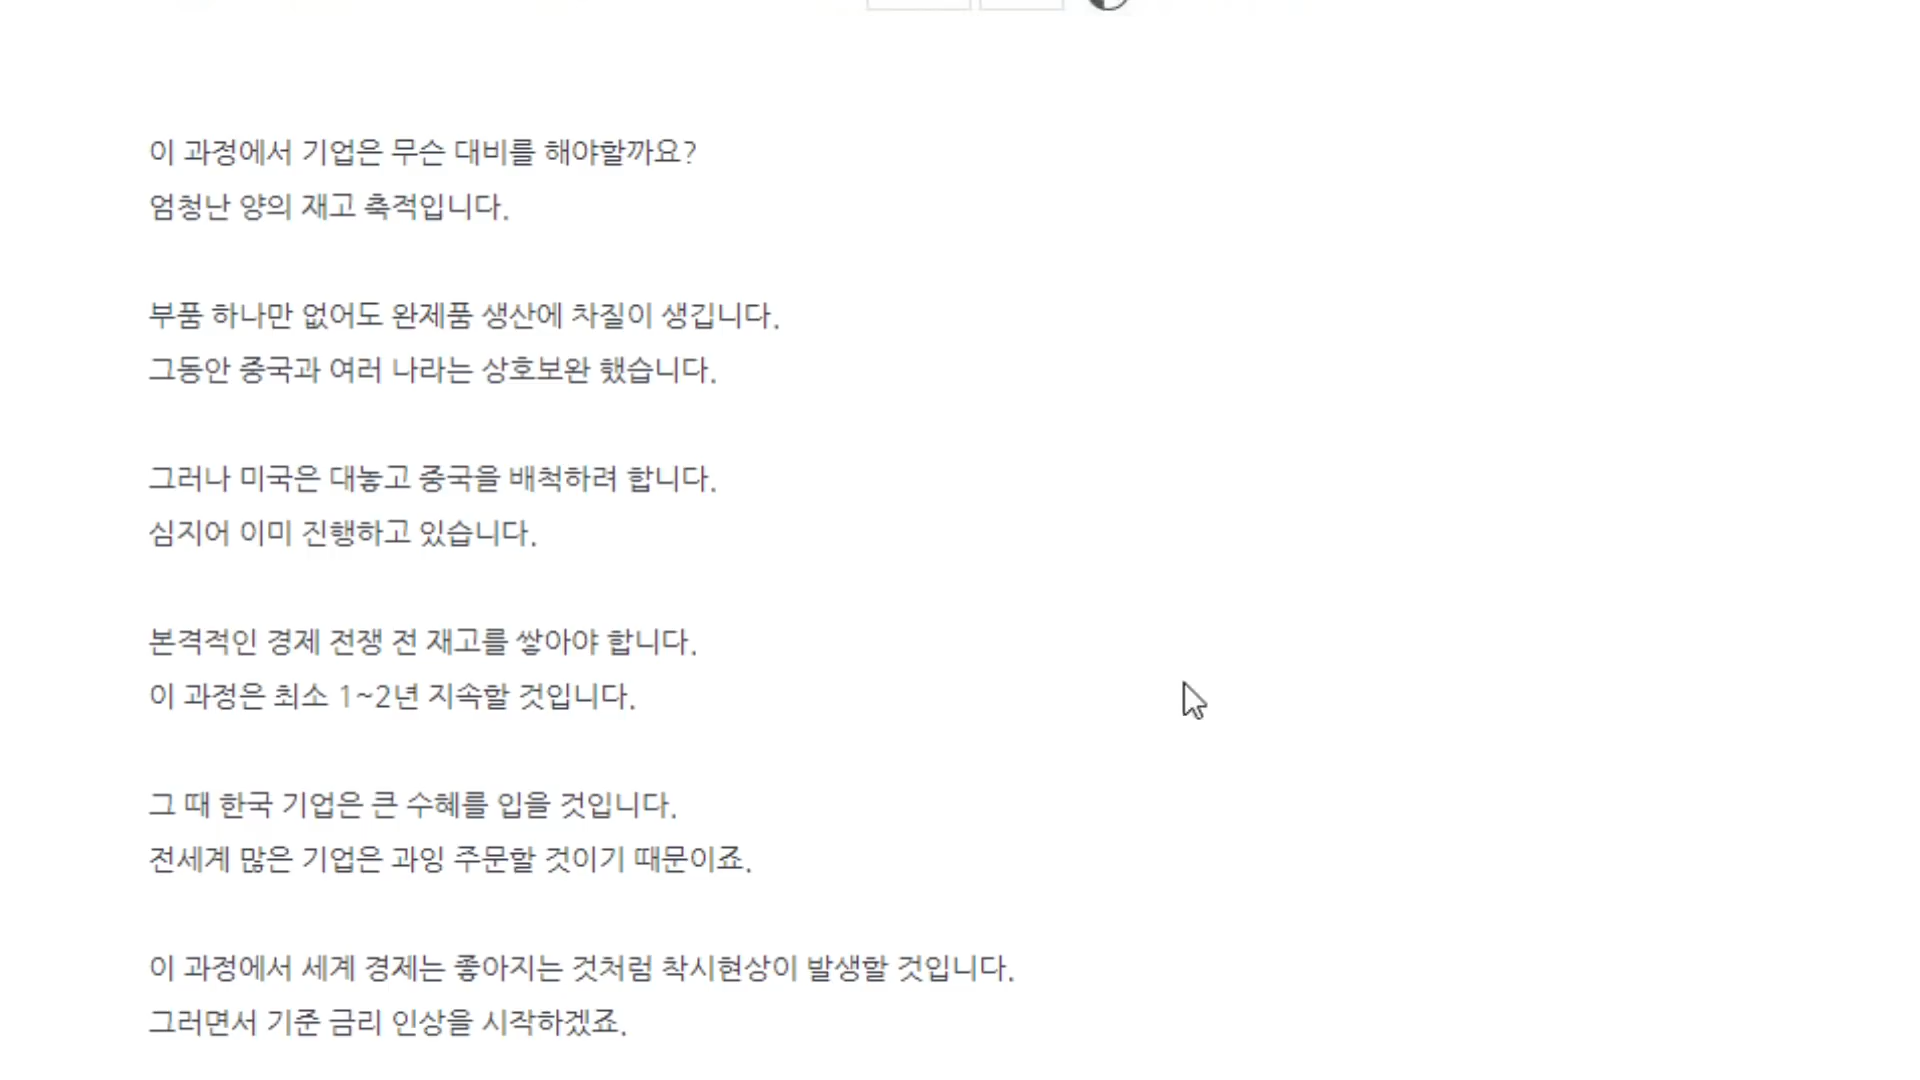 이 과정에서 기업은 무슨 대비를 해야할까요?
엄청난 양의 재고 축적입니다.
부품 하나만 없어도 완제품 생산에 차질이 생깁니다.
그동안 중국과 여러 나라는 상호보완 했습니다.
그러나 미국은 대놓고 중국을 배척하려 합니다.
심지어 이미 진행하고 있습니다.
본격적인 경제 전쟁 전 재고를 쌓아야 합니다.
이 과정은 최소 1~2년 지속할 것입니다.
그 때 한국 기업은 큰 수혜를 입을 것입니다.
전세계 많은 기업은 과잉 주문할 것이기 때문이죠.
이 과정에서 세계 경제는 좋아지는 것처럼 착시현상이 발생할 것입니다.
그러면서 기준 금리 인상을 시작하겠죠.